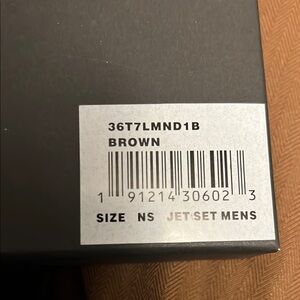 36T7LMND1B
BROWN
1 91214 30602 3
SIZE NS JET SET MENS